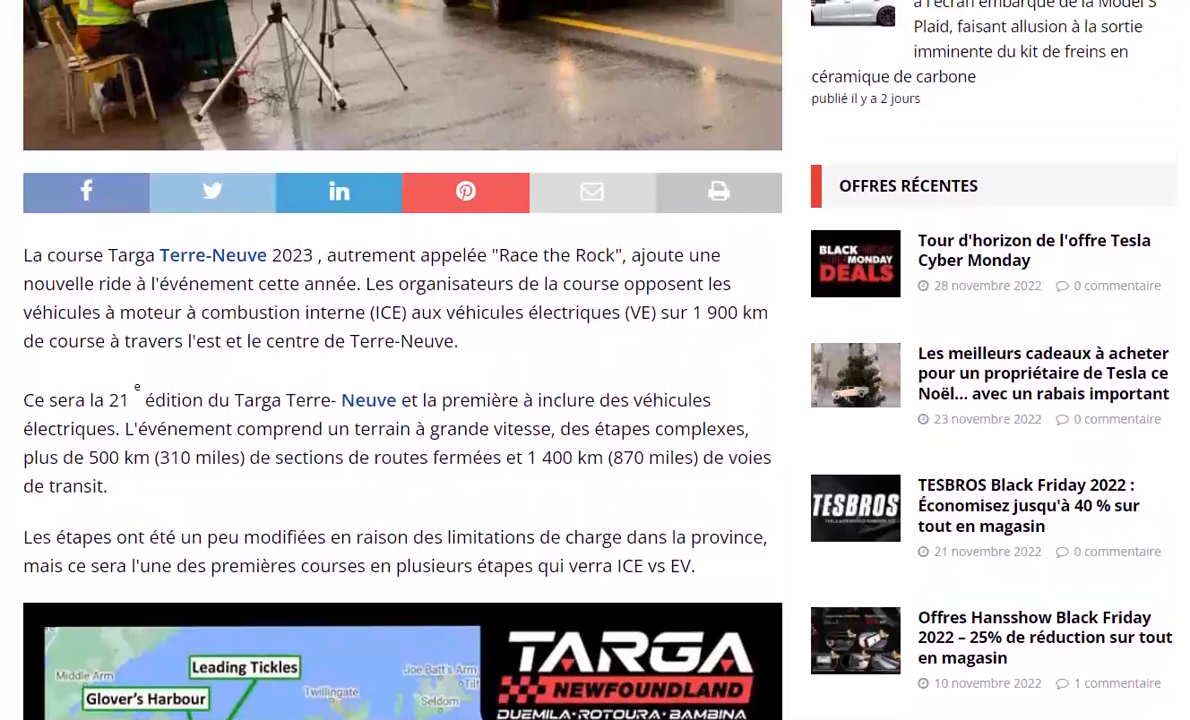 à l'écran embarqué de la Model S
Plaid, faisant allusion à la sortie
imminente du kit de freins en
céramique de carbone
publié il y a 2 jours
La course Targa Terre-Neuve 2023 , autrement appelée "Race the Rock", ajoute une
nouvelle ride à l'événement cette année. Les organisateurs de la course opposent les
véhicules à moteur à combustion interne (ICE) aux véhicules électriques (VE) sur 1 900 km
de course à travers l'est et le centre de Terre-Neuve.
Ce sera la 21 e édition du Targa Terre- Neuve et la première à inclure des véhicules
électriques. L'événement comprend un terrain à grande vitesse, des étapes complexes,
plus de 500 km (310 miles) de sections de routes fermées et 1 400 km (870 miles) de voies
de transit.
Les étapes ont été un peu modifiées en raison des limitations de charge dans la province,
mais ce sera l'une des premières courses en plusieurs étapes qui verra ICE vs EV.
Leading Tickles
Middle Arm
Glover's Harbour
Twillingate
Joe Batt's Arm
Tilt
Seldom
TARGA
NEWFOUNDLAND
DUEMILA·ROTOURA·BAMBINA
OFFRES RÉCENTES
BLACK FRIDAY
CYBER MONDAY
DEALS
Tour d'horizon de l'offre Tesla
Cyber Monday
28 novembre 2022 0 commentaire
Les meilleurs cadeaux à acheter
pour un propriétaire de Tesla ce
Noël... avec un rabais important
23 novembre 2022 0 commentaire
TESBROS
TESBROS Black Friday 2022 :
Économisez jusqu'à 40 % sur
tout en magasin
21 novembre 2022 0 commentaire
Offres Hansshow Black Friday
2022 – 25% de réduction sur tout
en magasin
10 novembre 2022 1 commentaire